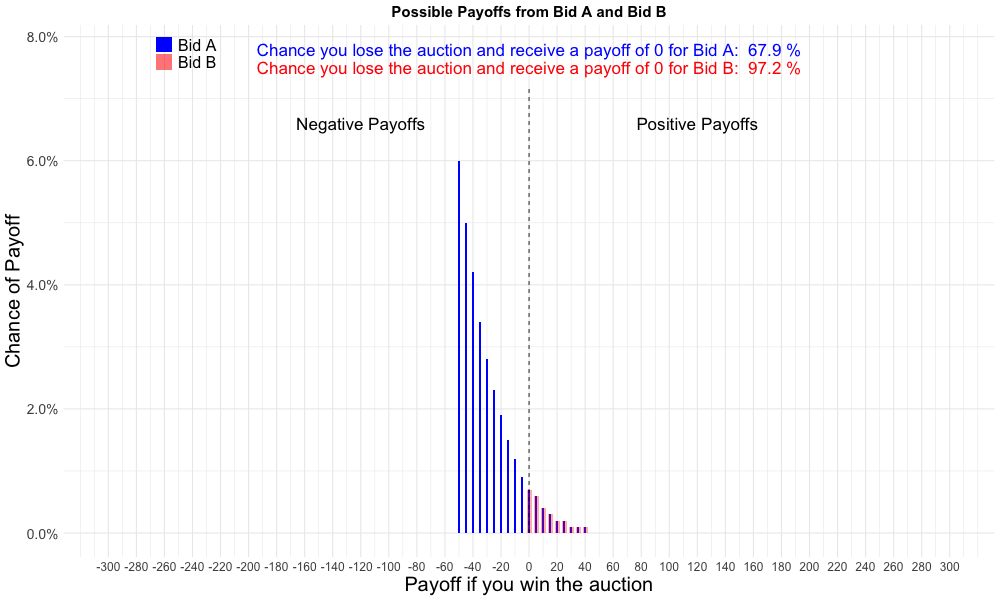 Possible Payoffs from Bid A and Bid B
8.0%
Bid A
Bid B
Chance you lose the auction and receive a payoff of 0 for Bid A: 67.9 %
Chance you lose the auction and receive a payoff of 0 for Bid B: 97.2 %
Negative Payoffs
Positive Payoffs
6.0%
4.0%
2.0%
0.0%
Chance of Payoff
-300 -280 -260 -240 -220 -200 -180 -160 -140 -120 -100 -80 -60 -40 -20 0 20 40 60 80 100 120 140 160 180 200 220 240 260 280 300
Payoff if you win the auction